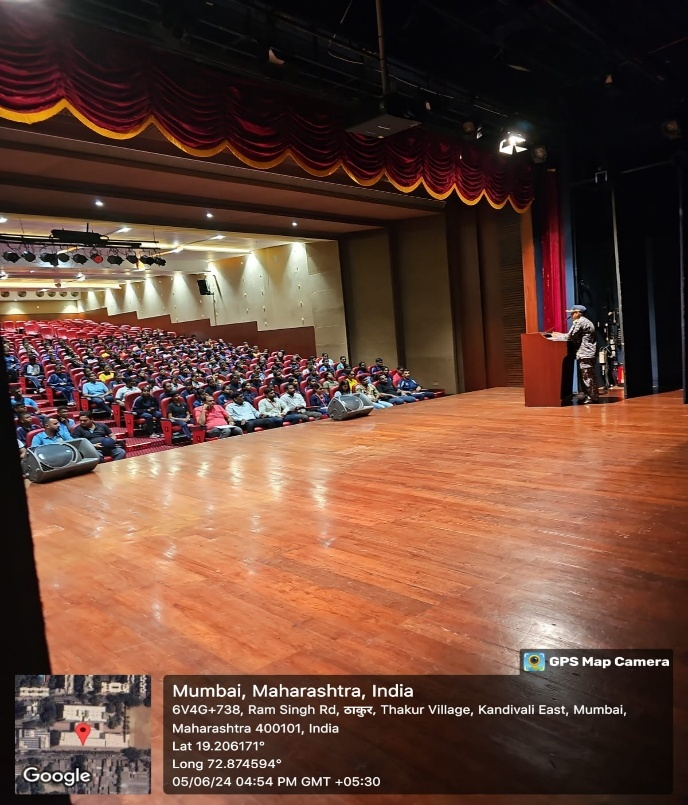 GPS Map Camera
Mumbai, Maharashtra, India
6V4G+738, Ram Singh Rd, ठाकुर, Thakur Village, Kandivali East, Mumbai,
Maharashtra 400101, India
Lat 19.206171°
Long 72.874594°
05/06/24 04:54 PM GMT +05:30
Google